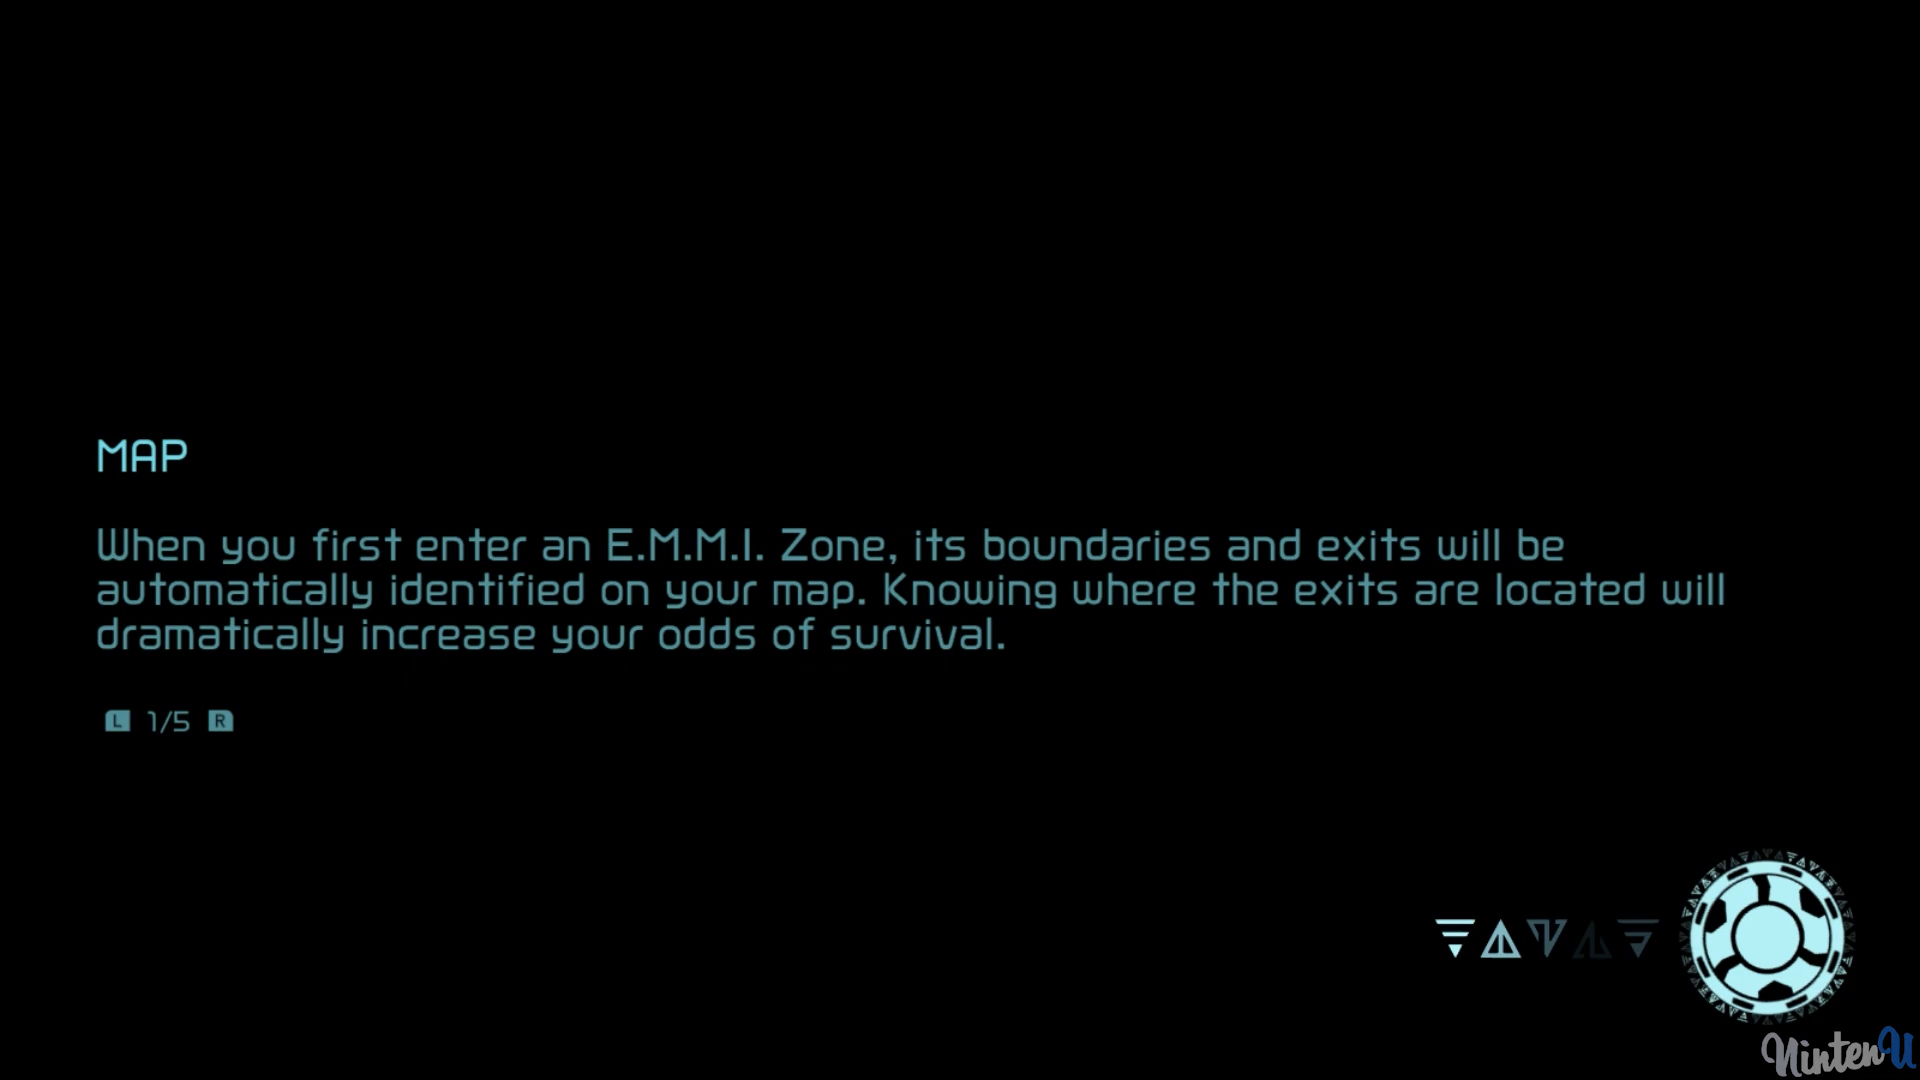 MAP
When you first enter an E.M.M.I. Zone, its boundaries and exits will be
automatically identified on your map. Knowing where the exits are located will
dramatically increase your odds of survival.
L 1/5 R
NintenU